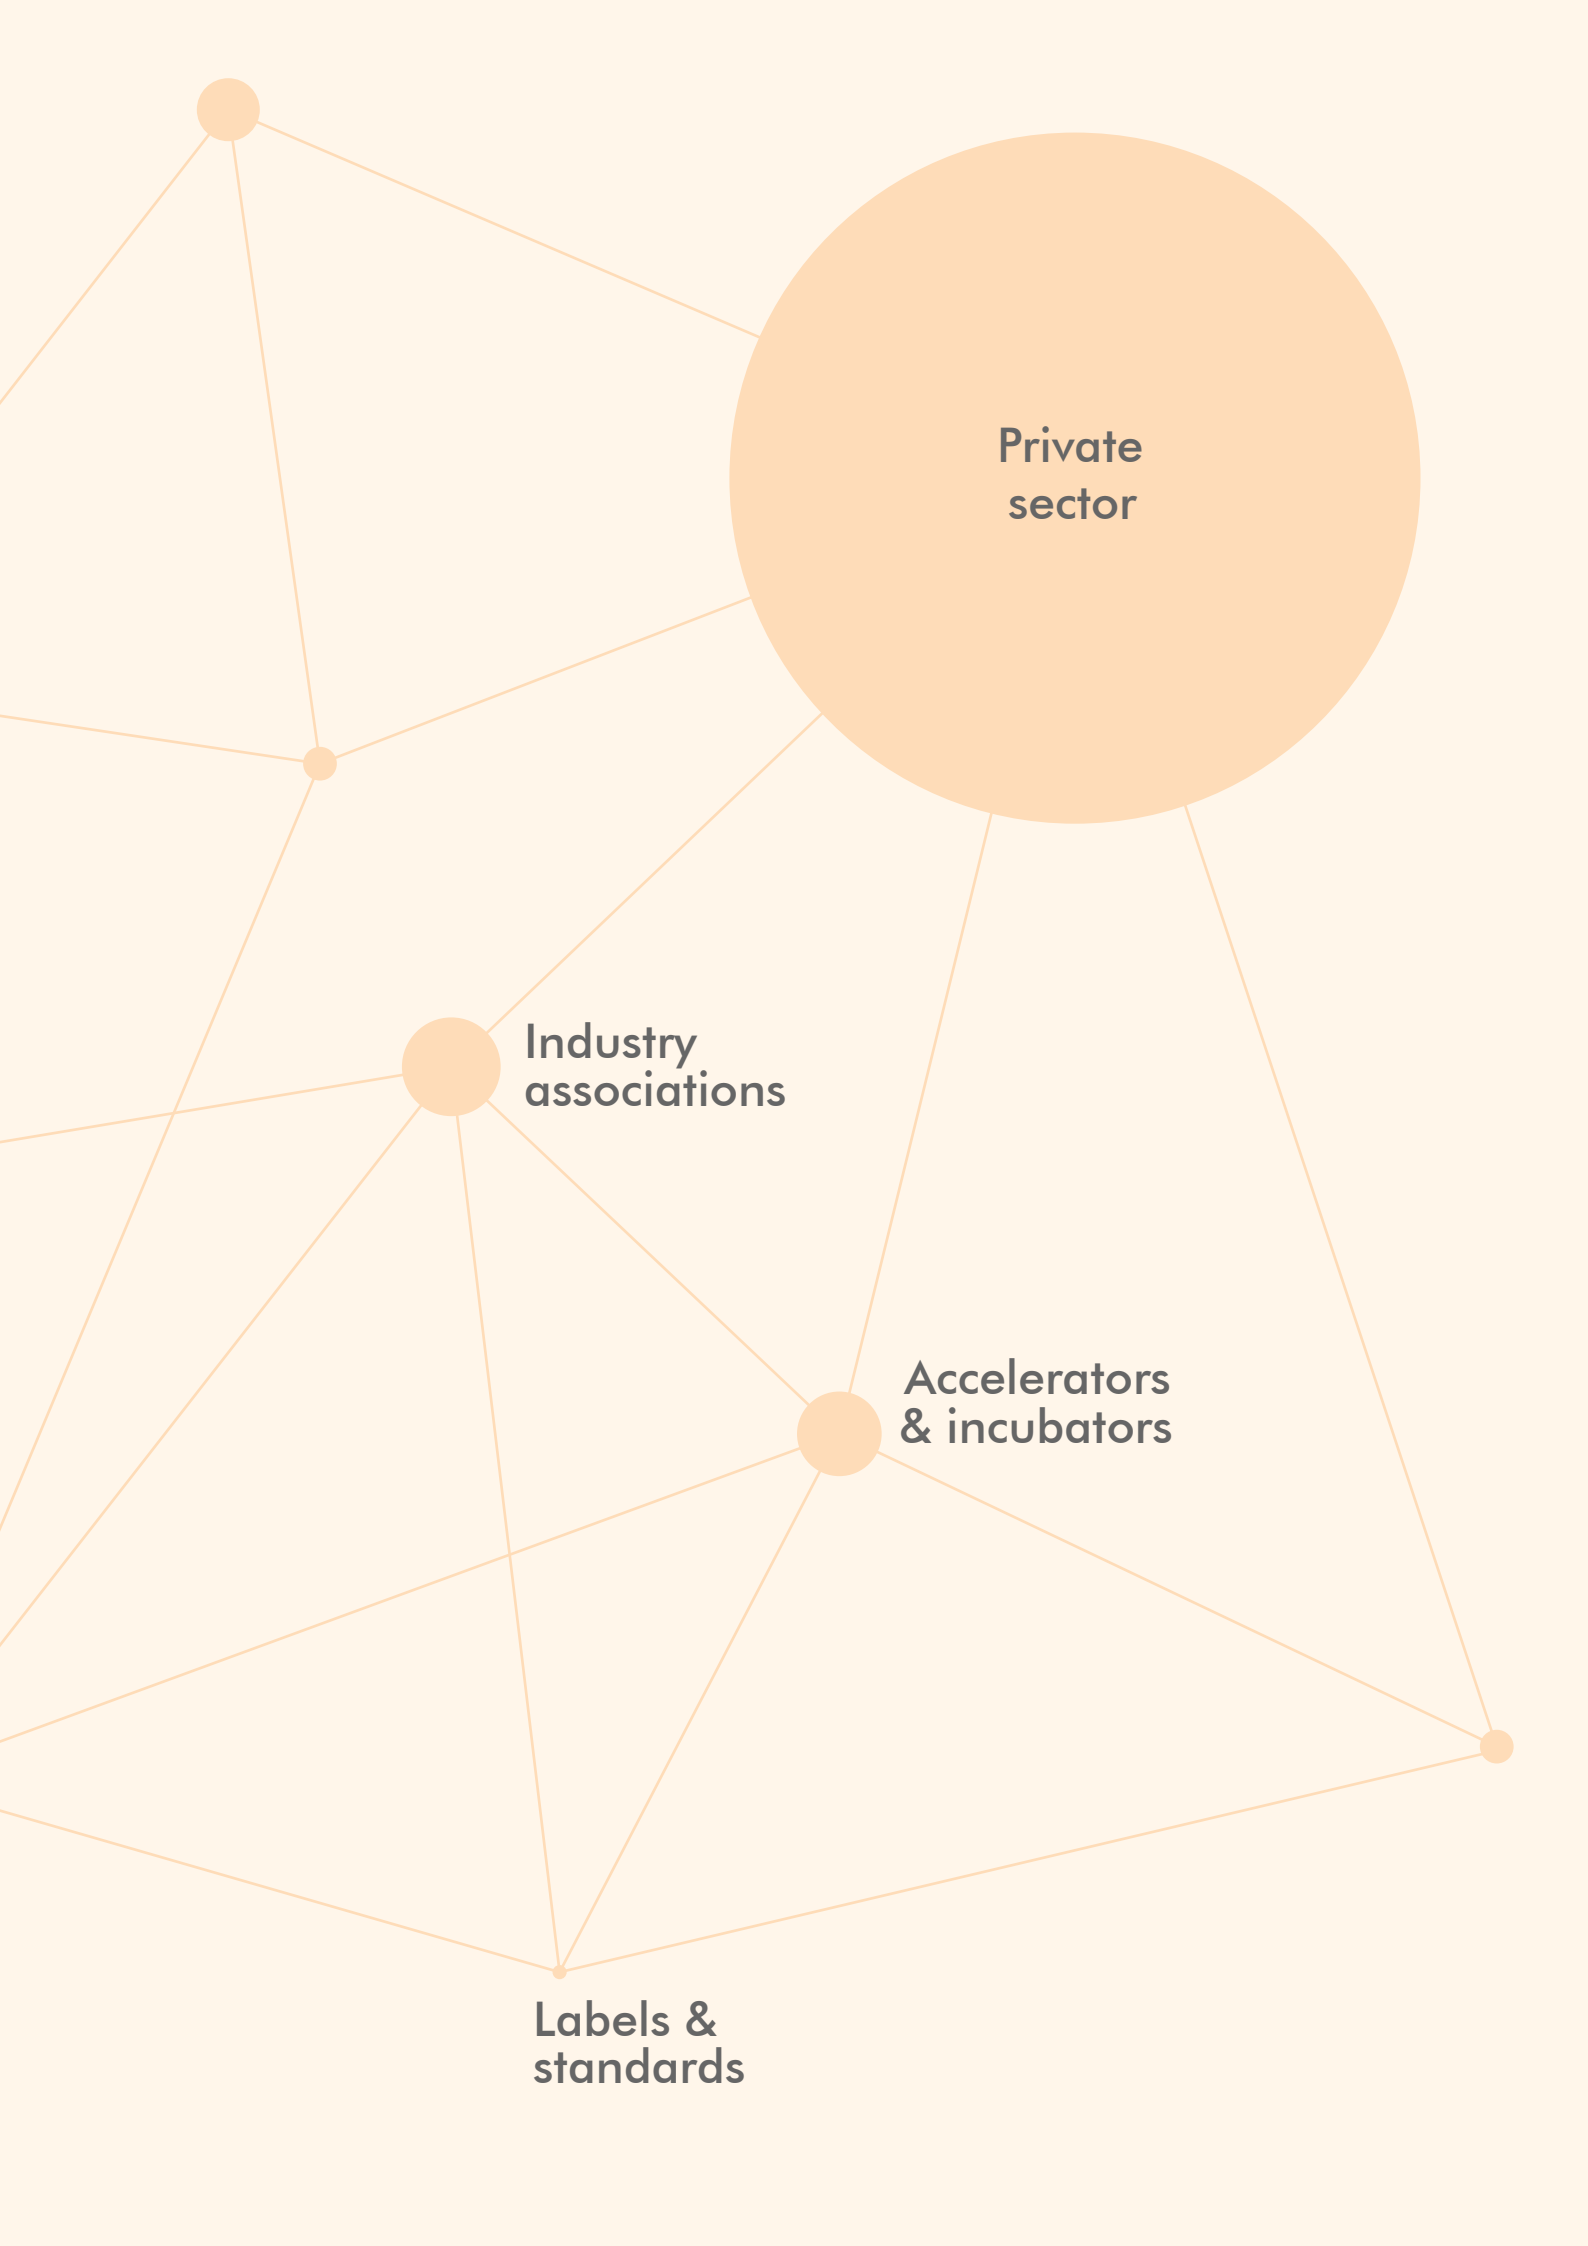 Private
sector
Industry
associations
Accelerators
& incubators
Labels &
standards